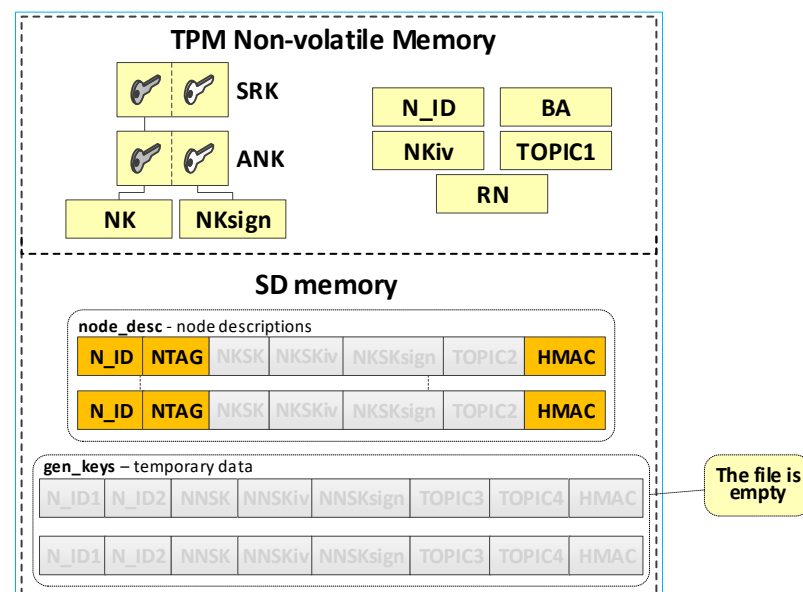 TPM Non-volatile Memory
SRK
N_ID BA
ANK
NKiv TOPIC1
RN
NK NKsign
SD memory
node_desc - node descriptions
N_ID NTAG NKSK NKSKiv NKSKsign TOPIC2 HMAC
N_ID NTAG NKSK NKSKiv NKSKsign TOPIC2 HMAC
gen_keys – temporary data
N_ID1 N_ID2 NNSK NNSKiv NNSKsign TOPIC3 TOPIC4 HMAC
N_ID1 N_ID2 NNSK NNSKiv NNSKsign TOPIC3 TOPIC4 HMAC
The file is
empty